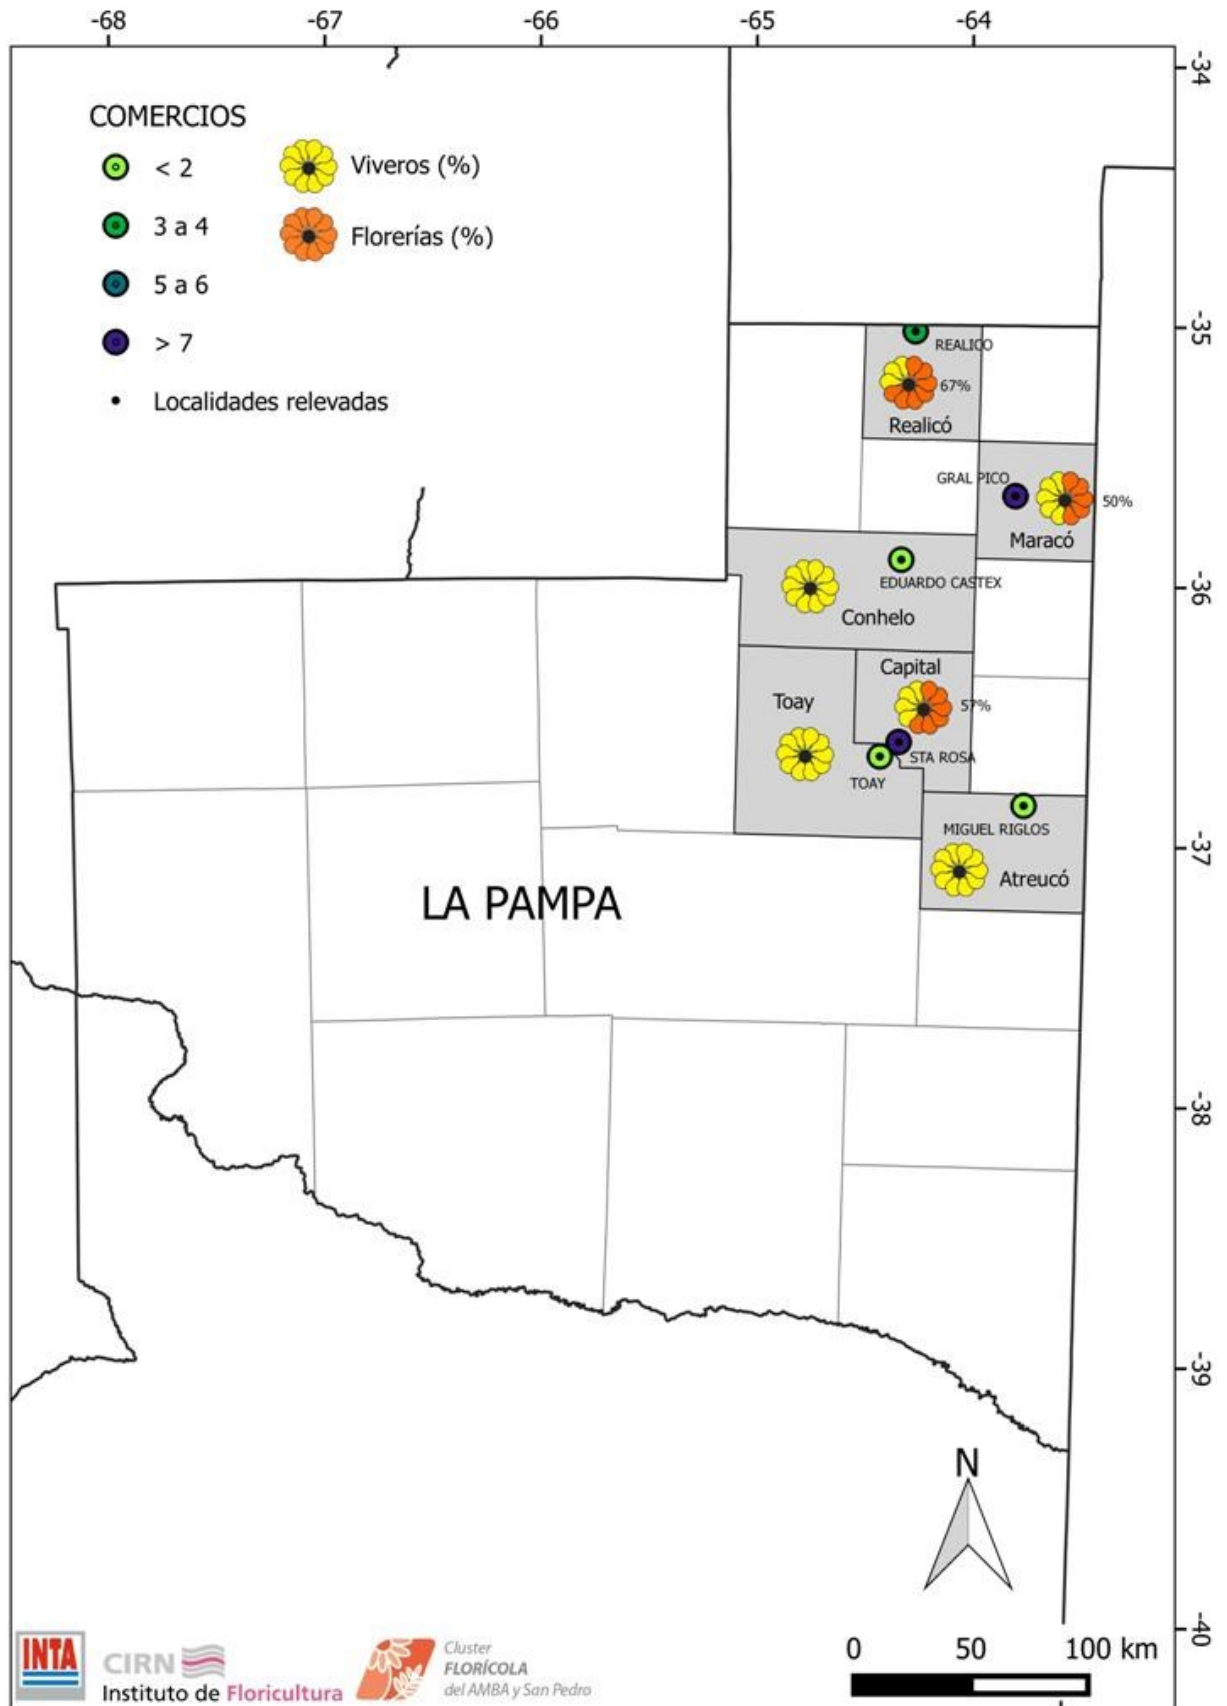 -68
-67
-66
-65
-64
-34
COMERCIOS
< 2
Viveros (%)
3 a 4
Florerías (%)
5 a 6
> 7
Localidades relevadas
-35
REALICO
67%
Realicó
GRAL PICO
50%
Maracó
EDUARDO CASTEX
-36
Conhelo
Capital
Toay
57%
STA ROSA
TOAY
MIGUEL RIGLOS
-37
Atreucó
LA PAMPA
-38
-39
N
-40
INTA
CIRN
Instituto de Floricultura
Cluster
FLORÍCOLA
del AMBA y San Pedro
0 50 100 km